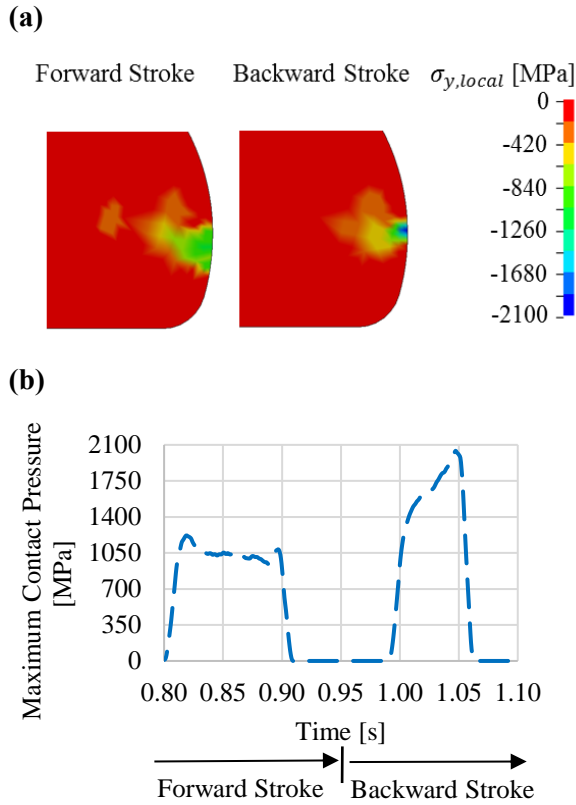 (a)
Forward Stroke
Backward Stroke
σy,local [MPa]
0
-420
-840
-1260
-1680
-2100
(b)
Maximum Contact Pressure
[MPa]
2100
1750
1400
1050
700
350
0
0.80 0.85 0.90 0.95 1.00 1.05 1.10
Time [s]
Forward Stroke
Backward Stroke